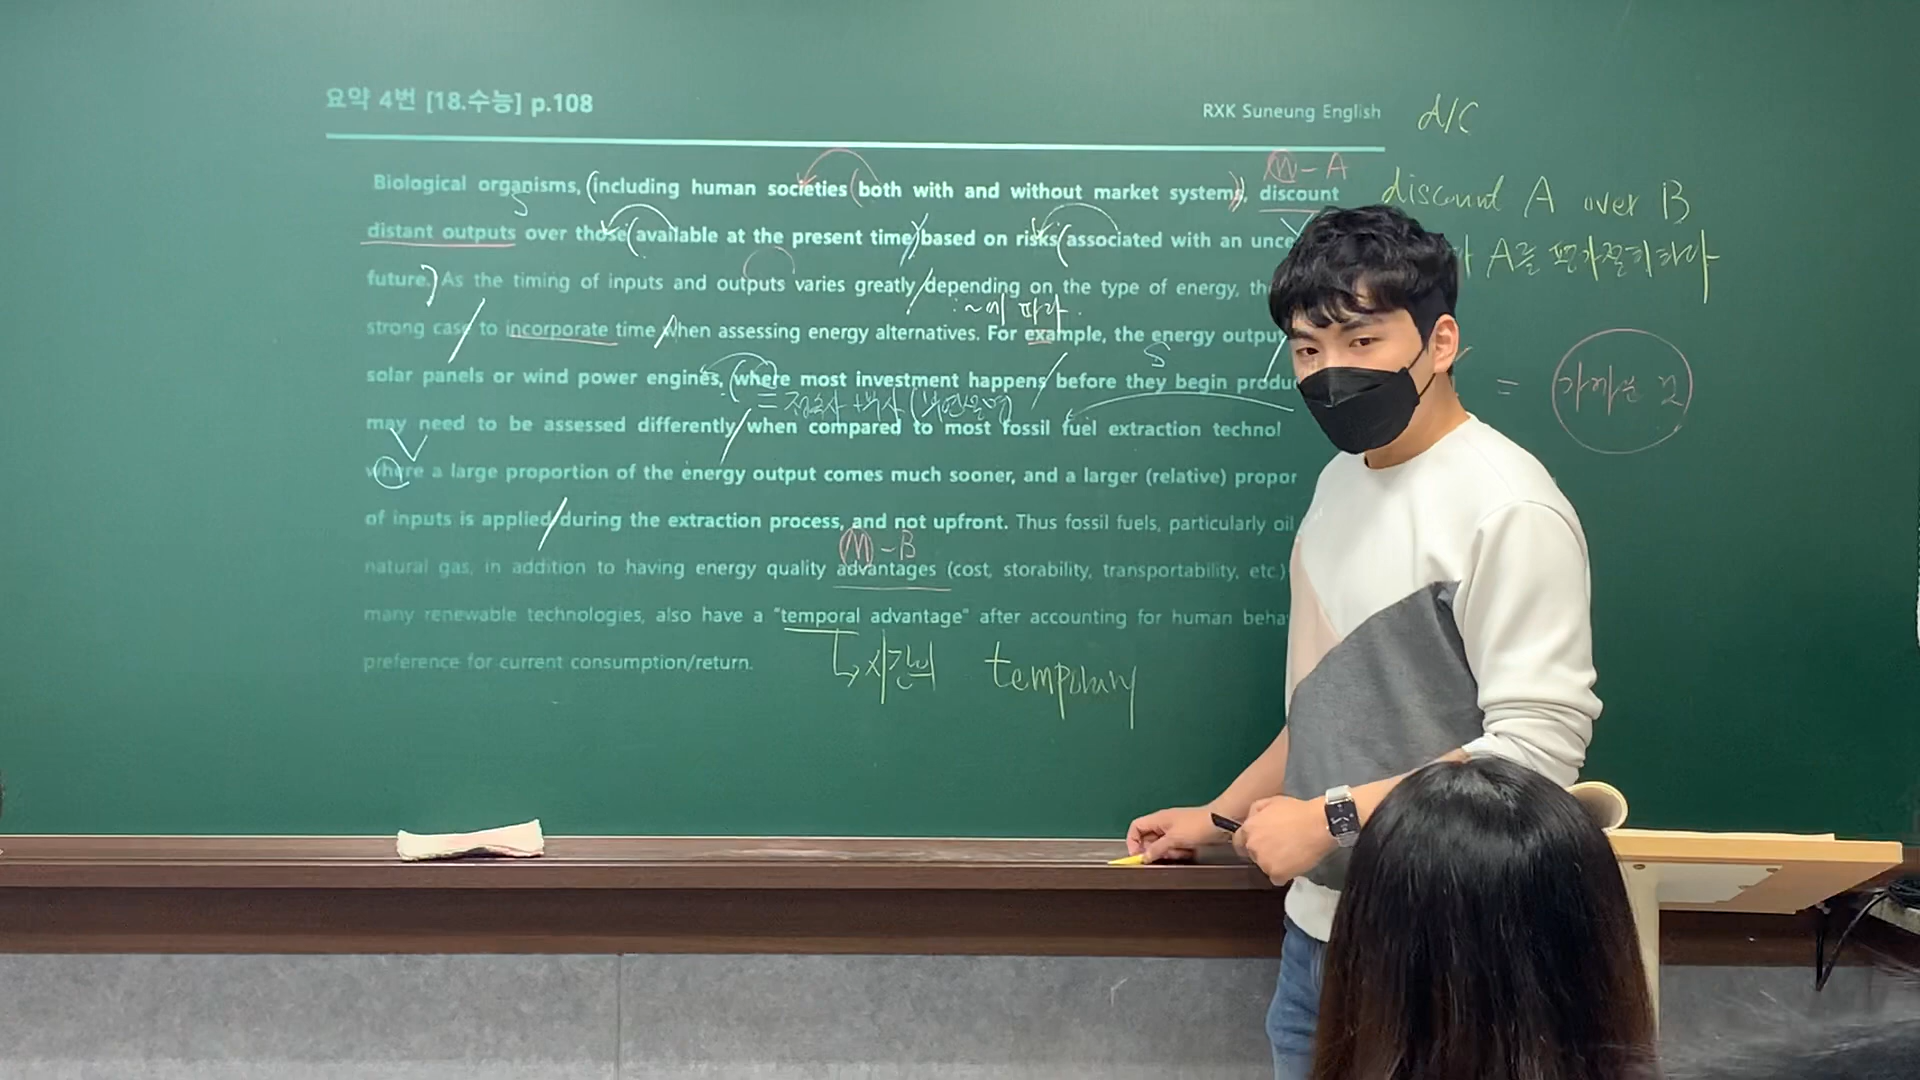 요약 4번 [18.수능] p.108
RXK Suneung English
A/C
M-A
Biological organisms, (including human societies (both with and without market systems), discount
S
discount A over B
distant outputs over those (available at the present time) based on risks (associated with an unce
A를 평가절하하다
future. As the timing of inputs and outputs varies greatly/depending on the type of energy, th
:~에 따라.
strong case/to incorporate time/when assessing energy alternatives. For example, the energy output
S
solar panels or wind power engines, (where most investment happens/before they begin produ
=
may need to be assessed differently/when compared to most fossil fuel extraction technol
where a large proportion of the energy output comes much sooner, and a larger (relative) propor
of inputs is applied/during the extraction process, and not upfront. Thus fossil fuels, particularly oil
M-B
natural gas, in addition to having energy quality advantages (cost, storability, transportability, etc.)
many renewable technologies, also have a "temporal advantage" after accounting for human beha
preference for current consumption/return.
↳시간의 temporary
= 가까운 것